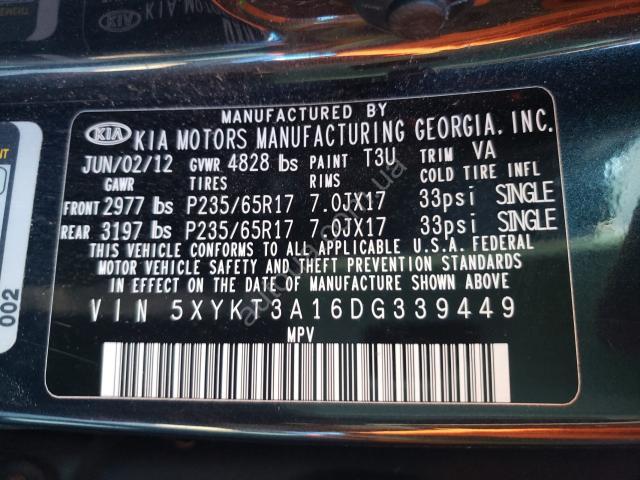 MANUFACTURED BY
KIA KIA MOTORS MANUFACTURING GEORGIA, INC.
JUN/02/12 GVWR 4828 lbs PAINT T3U TRIM VA
GAWR TIRES RIMS COLD TIRE INFL
FRONT 2977 lbs P235/65R17 7.0JX17 33psi SINGLE
REAR 3197 lbs P235/65R17 7.0JX17 33psi SINGLE
THIS VEHICLE CONFORMS TO ALL APPLICABLE U.S.A. FEDERAL
MOTOR VEHICLE SAFETY AND THEFT PREVENTION STANDARDS
IN EFFECT ON THE DATE OF MANUFACTURE SHOWN ABOVE
VIN 5XYKT3A16DG339449
MPV
002